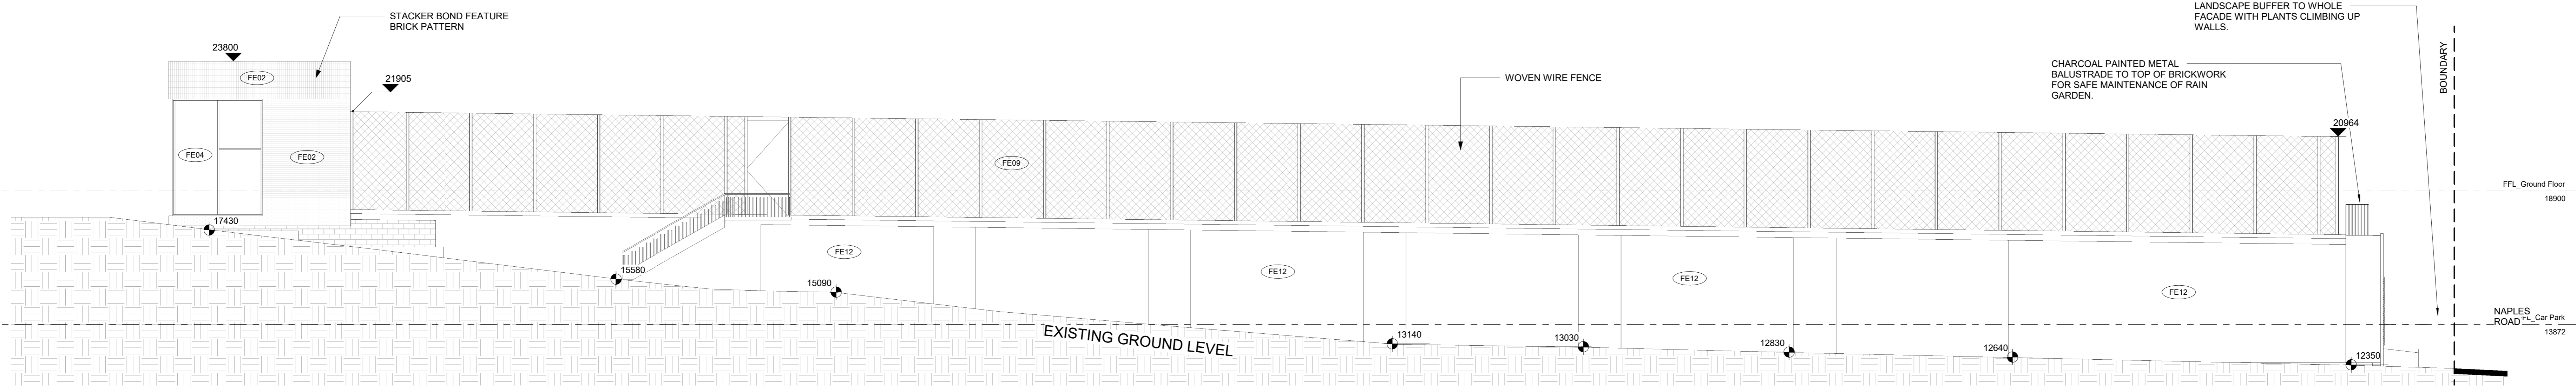 STACKER BOND FEATURE
BRICK PATTERN
23800
FE02
21905
FE04
FE02
17430
15580
15090
FE12
FE09
WOVEN WIRE FENCE
FE12
EXISTING GROUND LEVEL
13140
13030
FE12
12830
12640
FE12
12350
20964
CHARCOAL PAINTED METAL
BALUSTRADE TO TOP OF BRICKWORK
FOR SAFE MAINTENANCE OF RAIN
GARDEN.
LANDSCAPE BUFFER TO WHOLE
FACADE WITH PLANTS CLIMBING UP
WALLS.
BOUNDARY
FFL_Ground Floor
18900
NAPLES
ROAD
FL_Car Park
13872